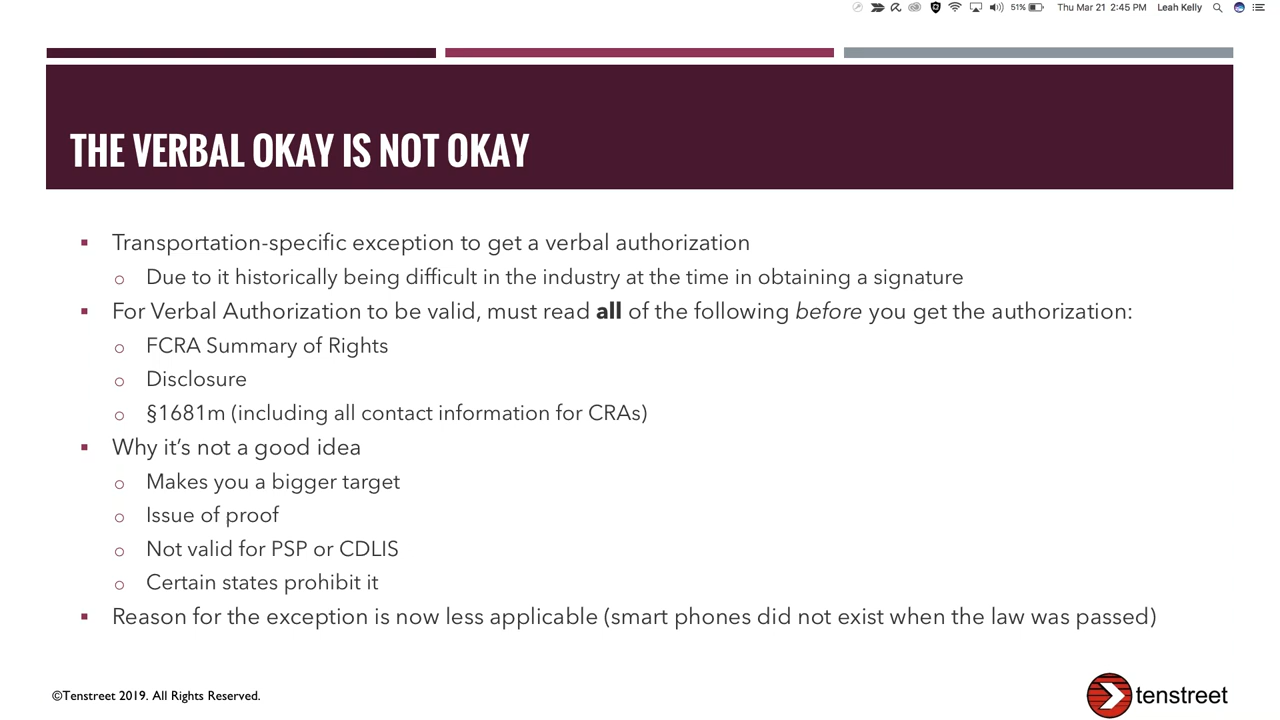 51% Thu Mar 21 2:45 PM Leah Kelly
THE VERBAL OKAY IS NOT OKAY
Transportation-specific exception to get a verbal authorization
Due to it historically being difficult in the industry at the time in obtaining a signature
For Verbal Authorization to be valid, must read all of the following before you get the authorization:
FCRA Summary of Rights
Disclosure
§1681m (including all contact information for CRAs)
Why it’s not a good idea
Makes you a bigger target
Issue of proof
Not valid for PSP or CDLIS
Certain states prohibit it
Reason for the exception is now less applicable (smart phones did not exist when the law was passed)
©Tenstreet 2019. All Rights Reserved.
tenstreet